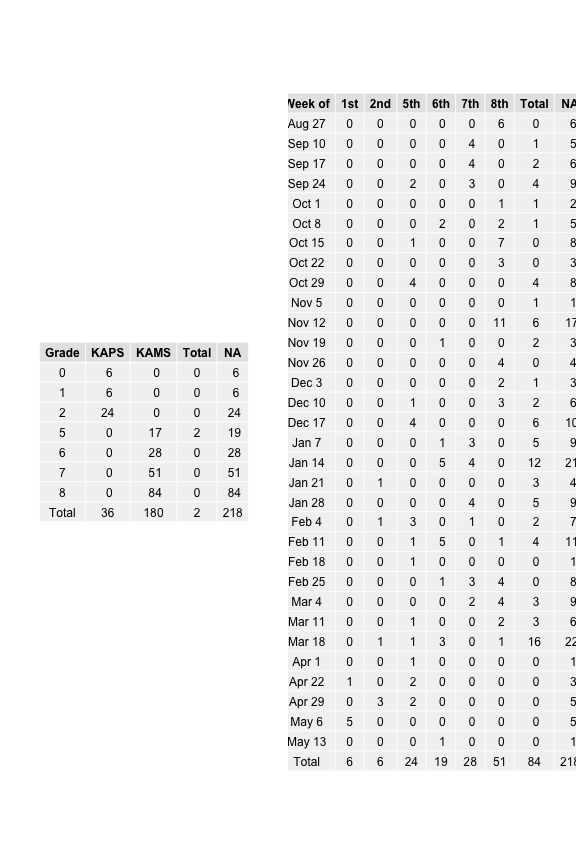 Grade KAPS KAMS Total NA
0 6 0 0 6
1 6 0 0 6
2 24 0 0 24
5 0 17 2 19
6 0 28 0 28
7 0 51 0 51
8 0 84 0 84
Total 36 180 2 218
Week of 1st 2nd 5th 6th 7th 8th Total NA
Aug 27 0 0 0 0 0 6 0 6
Sep 10 0 0 0 0 4 0 1 5
Sep 17 0 0 0 0 4 0 2 6
Sep 24 0 0 2 0 3 0 4 9
Oct 1 0 0 0 0 0 1 1 2
Oct 8 0 0 0 2 0 2 1 5
Oct 15 0 0 1 0 0 7 0 8
Oct 22 0 0 0 0 0 3 0 3
Oct 29 0 0 4 0 0 0 4 8
Nov 5 0 0 0 0 0 0 1 1
Nov 12 0 0 0 0 0 11 6 17
Nov 19 0 0 0 1 0 0 2 3
Nov 26 0 0 0 0 0 4 0 4
Dec 3 0 0 0 0 0 2 1 3
Dec 10 0 0 1 0 0 3 2 6
Dec 17 0 0 4 0 0 0 6 10
Jan 7 0 0 0 1 3 0 5 9
Jan 14 0 0 0 5 4 0 12 21
Jan 21 0 1 0 0 0 0 3 4
Jan 28 0 0 0 0 4 0 5 9
Feb 4 0 1 3 0 1 0 2 7
Feb 11 0 0 1 5 0 1 4 11
Feb 18 0 0 1 0 0 0 0 1
Feb 25 0 0 0 1 3 4 0 8
Mar 4 0 0 0 0 2 4 3 9
Mar 11 0 0 1 0 0 2 3 6
Mar 18 0 1 1 3 0 1 16 22
Apr 1 0 0 1 0 0 0 0 1
Apr 22 1 0 2 0 0 0 0 3
Apr 29 0 3 2 0 0 0 0 5
May 6 5 0 0 0 0 0 0 5
May 13 0 0 0 1 0 0 0 1
Total 6 6 24 19 28 51 84 218